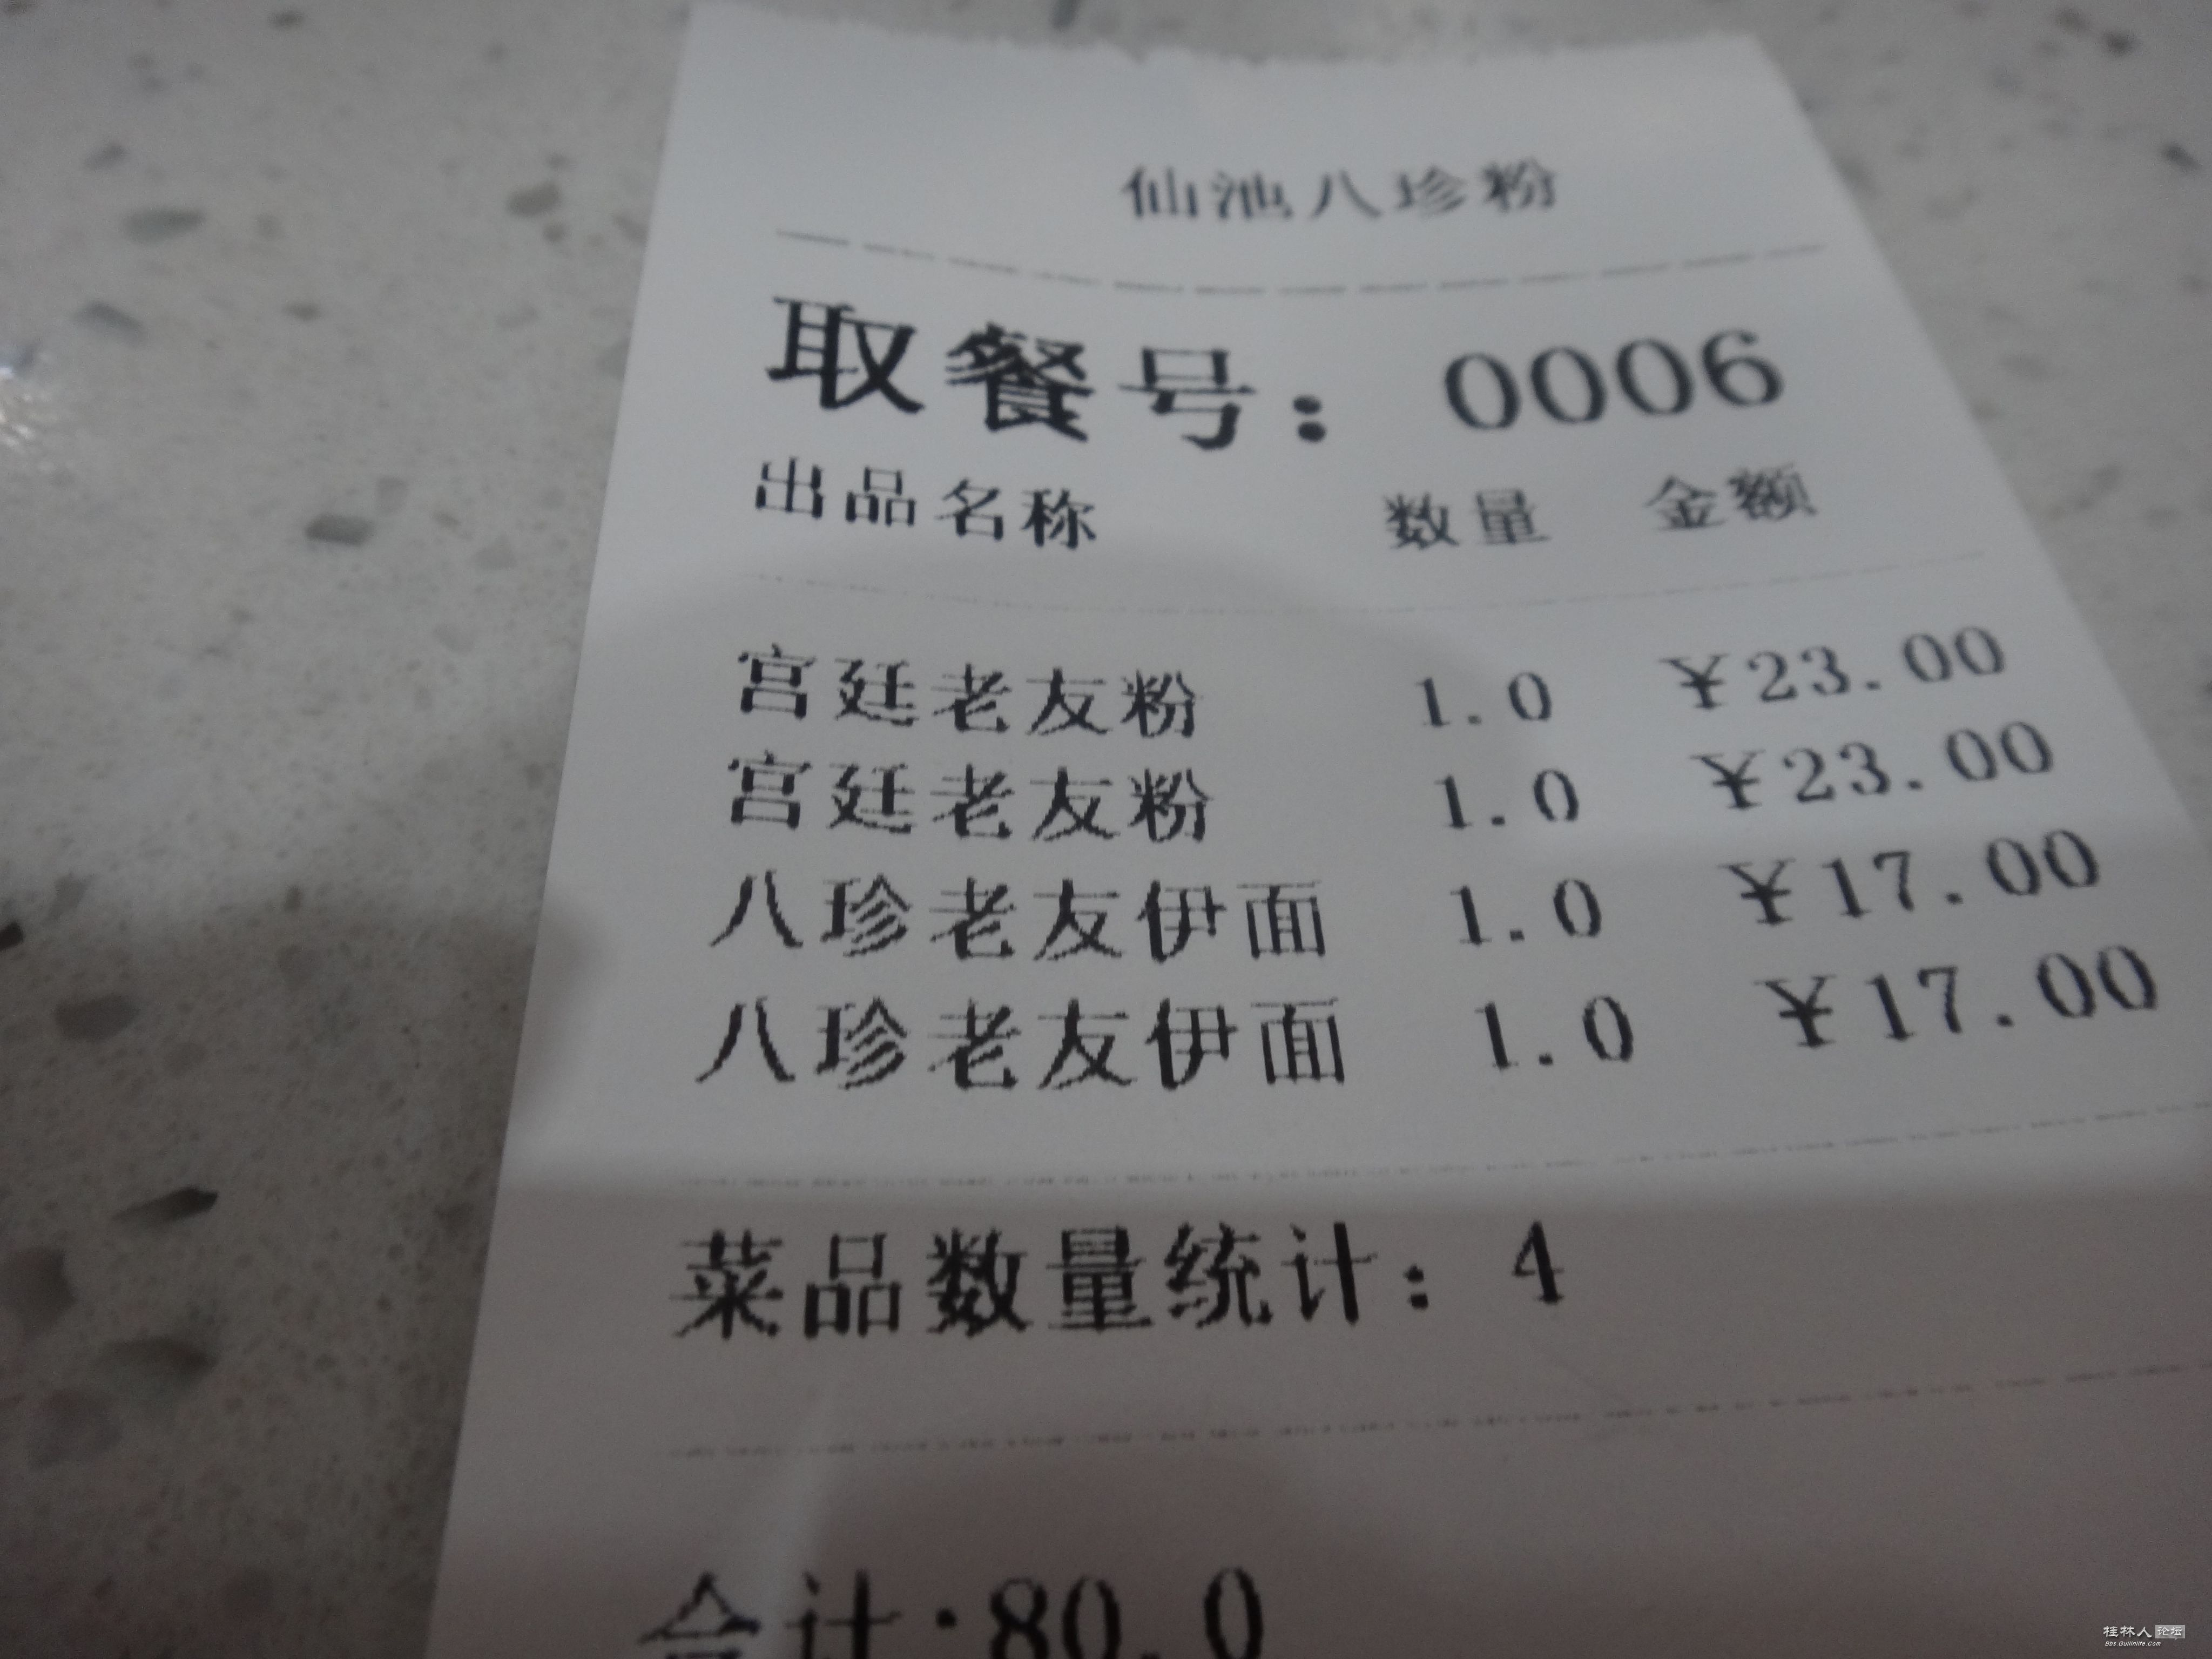 仙池八珍粉
取餐号： 0006
出品名称 数量 金额
宫廷老友粉 1.0 ¥23.00
宫廷老友粉 1.0 ¥23.00
八珍老友伊面 1.0 ¥17.00
八珍老友伊面 1.0 ¥17.00
菜品数量统计： 4
合计:80.0
桂林人论坛
Bbs.Guilinlife.Com